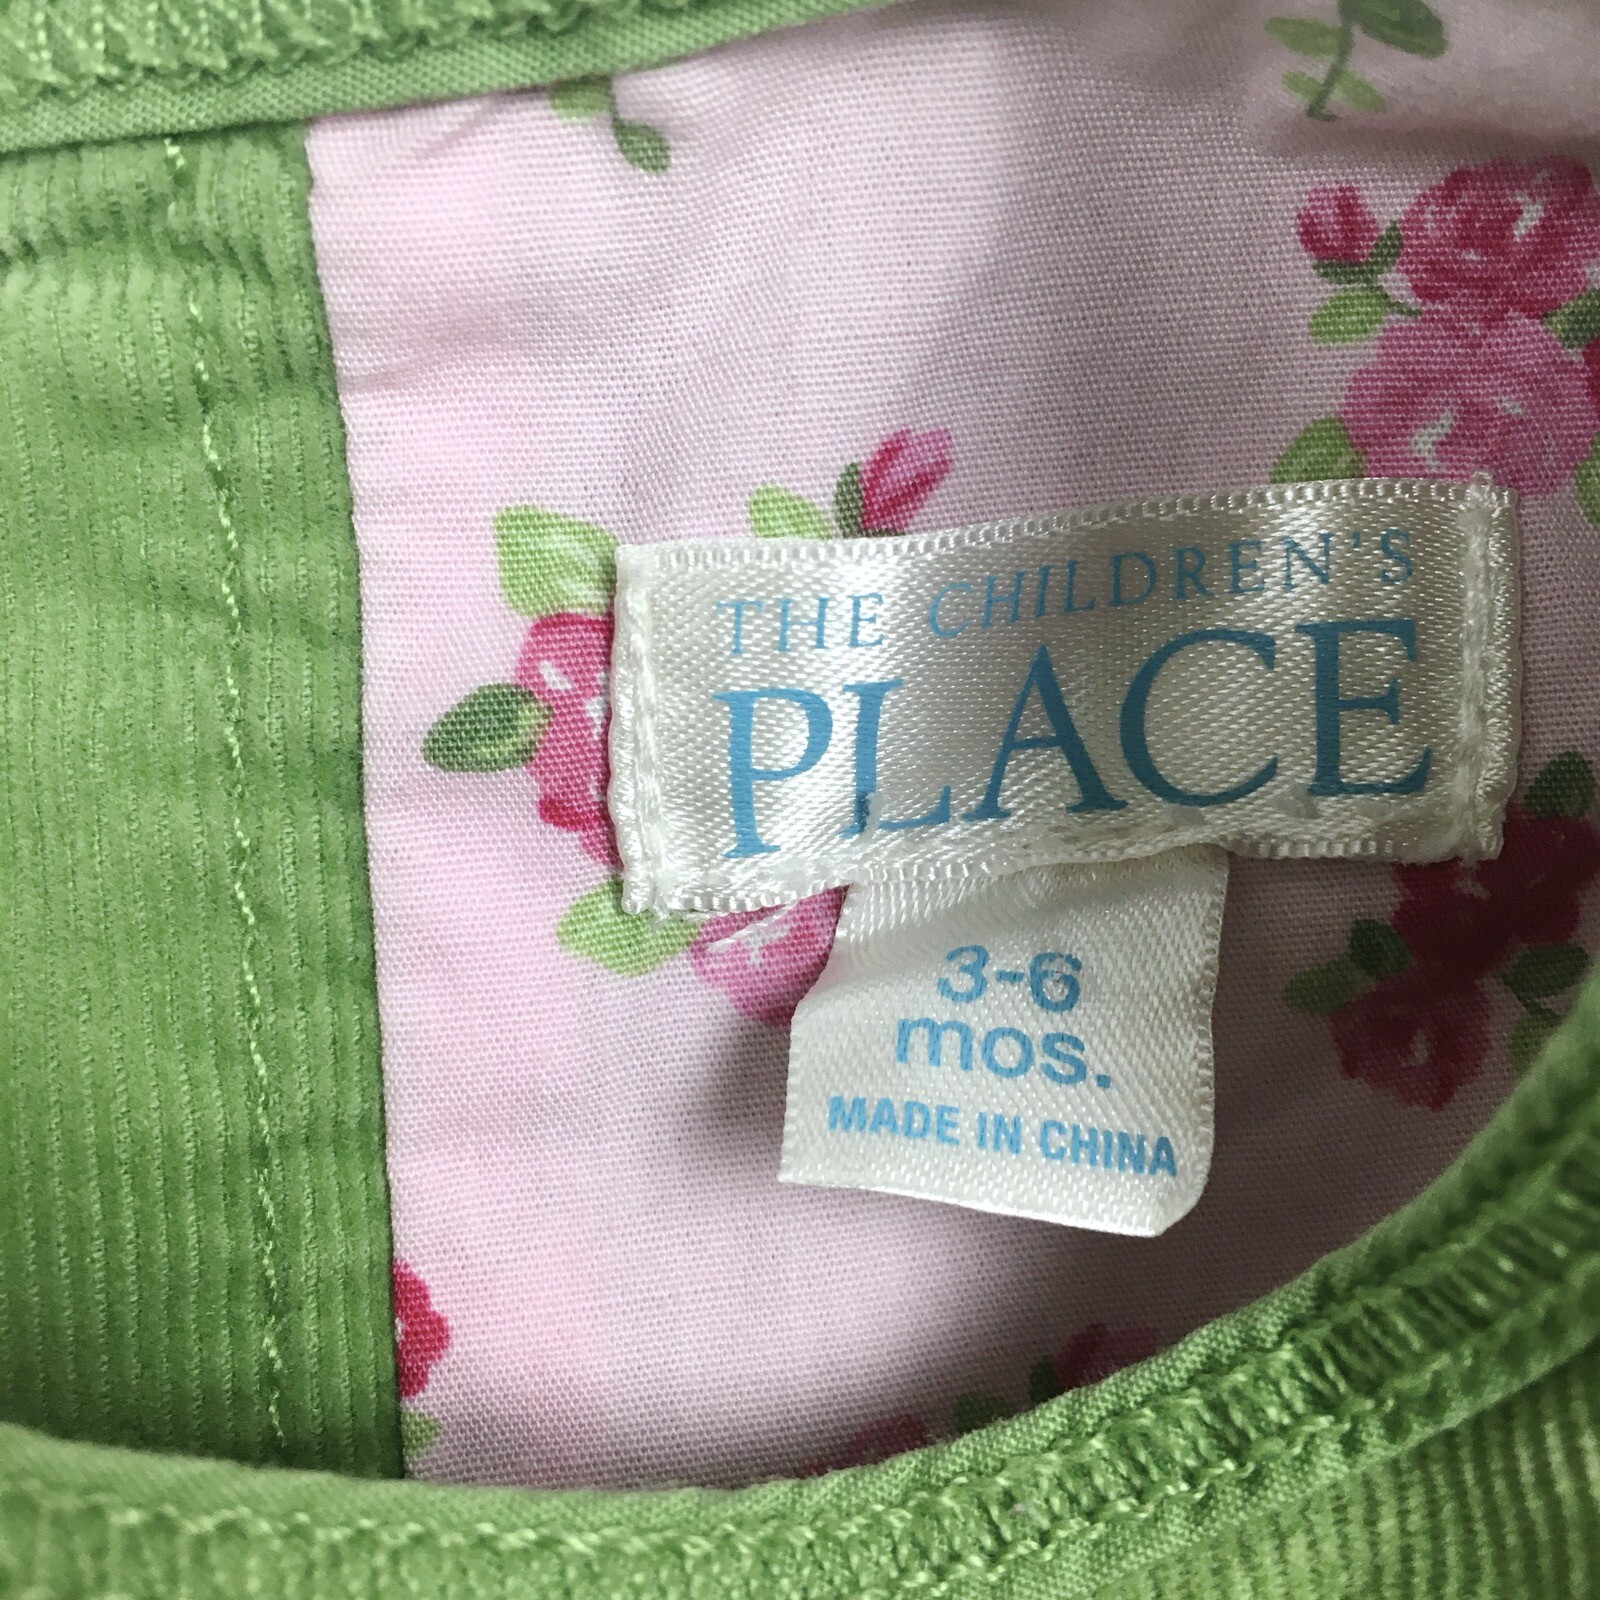 THE CHILDREN'S
PLACE
3-6
mos.
MADE IN CHINA